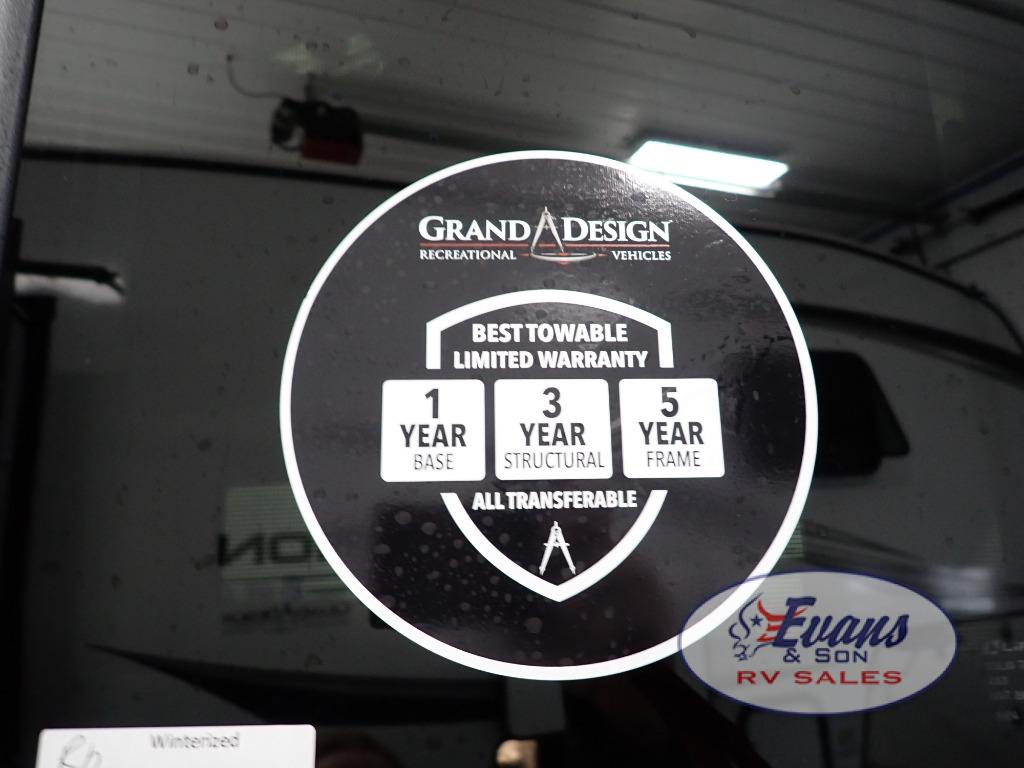 GRAND DESIGN
RECREATIONAL VEHICLES
BEST TOWABLE
LIMITED WARRANTY
1
YEAR
BASE
3
YEAR
STRUCTURAL
5
YEAR
FRAME
ALL TRANSFERABLE
Evans
& SON
RV SALES
Winterized